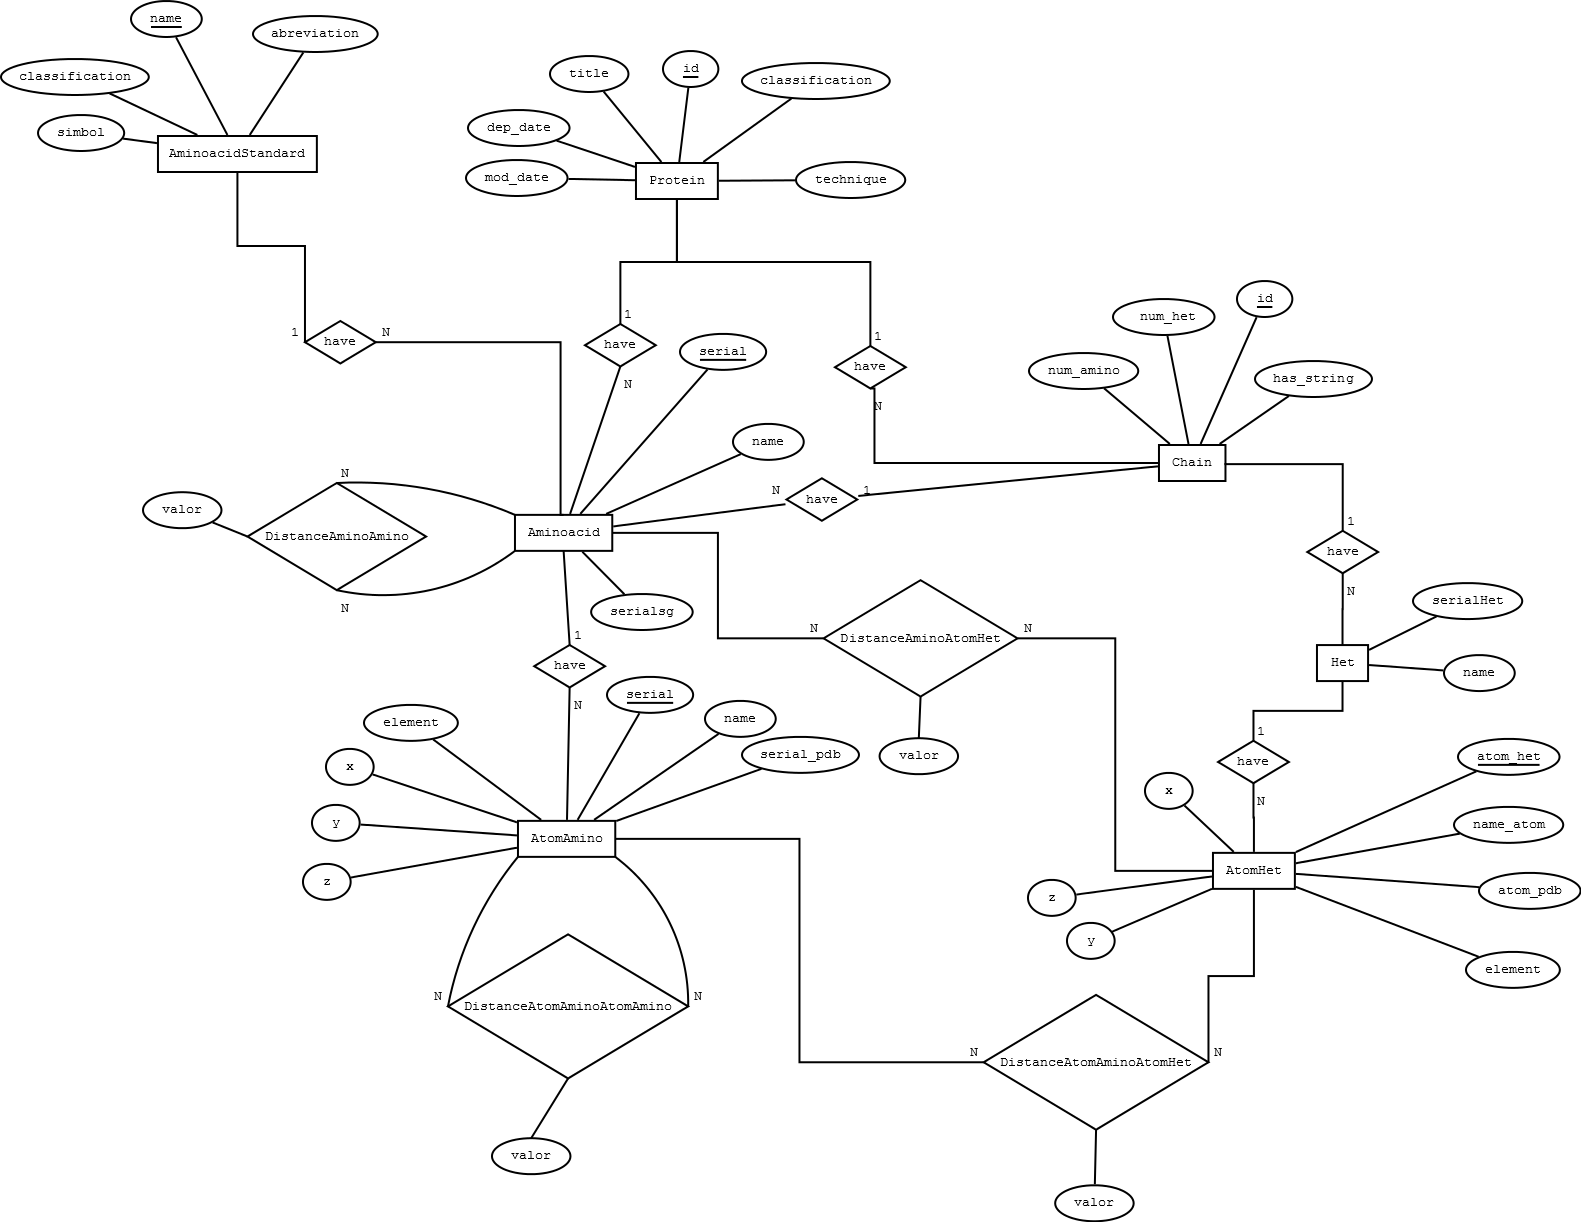 name
abreviation
classification
simbol
AminoacidStandard
title
id
classification
dep_date
mod_date
Protein
technique
1
have
N
1
have
N
serial
1
have
N
num_het
id
num_amino
has_string
Chain
name
N
have
1
N
valor
DistanceAminoAmino
N
Aminoacid
serialsg
1
have
N
serialHet
Het
name
N
DistanceAminoAtomHet
N
valor
1
have
N
element
serial
name
serial_pdb
x
y
z
AtomAmino
1
have
N
x
atom_het
name_atom
atom_pdb
element
z
y
AtomHet
N
DistanceAtomAminoAtomAmino
N
valor
N
DistanceAtomAminoAtomHet
N
valor